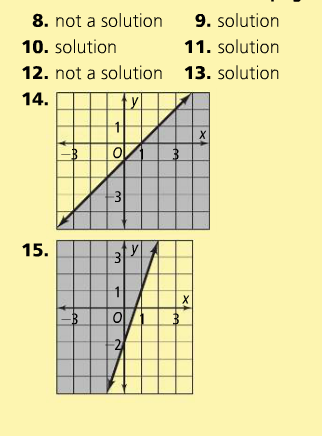 8. not a solution 9. solution
10. solution 11. solution
12. not a solution 13. solution
14.
y
1
x
−3 O 1 3
−3
15.
3 y
1
x
−3 O 1 3
−2